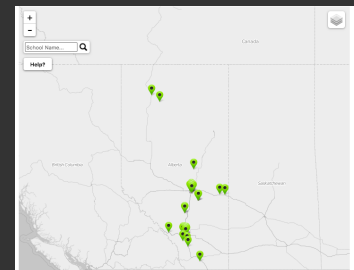 +
−
School Name...
Help?
Canada
British Columbia
Alberta
Saskatchewan